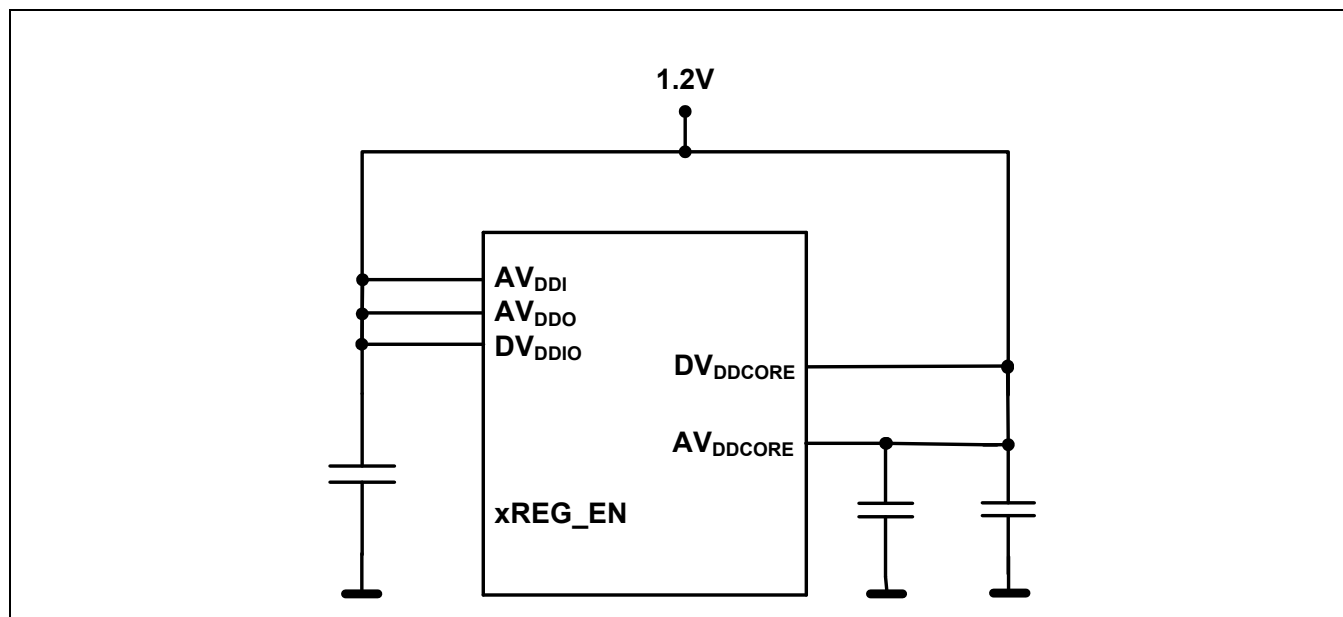 1.2V
AVDDI
AVDDO
DVDDIO
DVDDCORE
AVDDCORE
xREG_EN